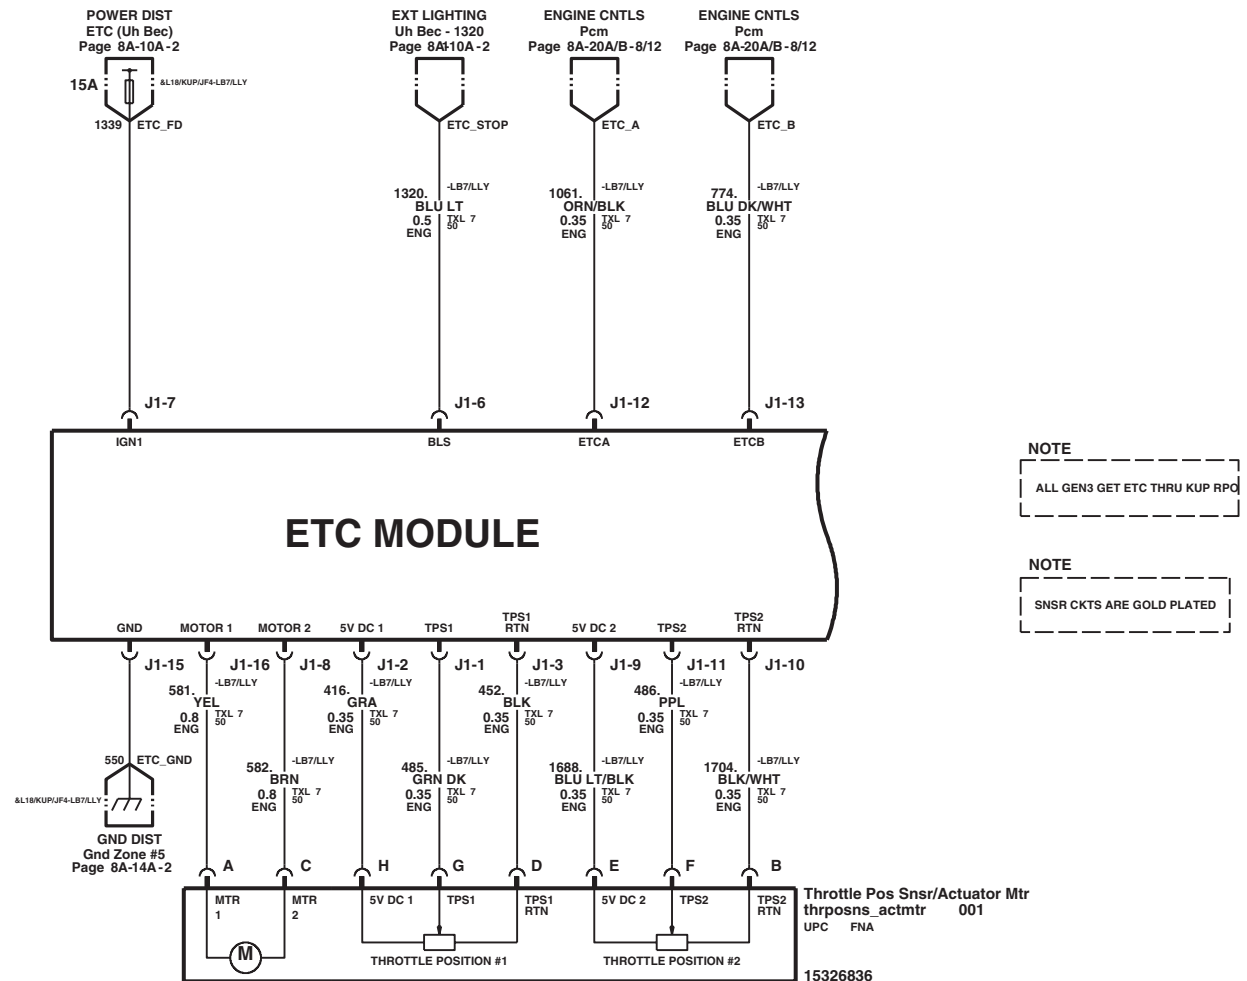 POWER DIST
ETC (Uh Bec)
Page 8A-10A-2
EXT LIGHTING
Uh Bec - 1320
Page 8A-10A-2
ENGINE CNTLS
Pcm
Page 8A-20A/B-8/12
ENGINE CNTLS
Pcm
Page 8A-20A/B-8/12
15A
&L18/KUP/JF4-LB7/LLY
1339 ETC_FD
ETC_STOP
ETC_A
ETC_B
1320.
-LB7/LLY
BLU LT
0.5
TXL 7
50
ENG
1061.
-LB7/LLY
ORN/BLK
0.35
TXL 7
50
ENG
774.
-LB7/LLY
BLU DK/WHT
0.35
TXL 7
50
ENG
J1-7
J1-6
J1-12
J1-13
IGN1
BLS
ETCA
ETCB
NOTE
ALL GEN3 GET ETC THRU KUP RPO
ETC MODULE
NOTE
SNSR CKTS ARE GOLD PLATED
GND
MOTOR 1
MOTOR 2
5V DC 1
TPS1
TPS1
RTN
5V DC 2
TPS2
TPS2
RTN
J1-15
J1-16
J1-8
J1-2
J1-1
J1-3
J1-9
J1-11
J1-10
581.
-LB7/LLY
YEL
0.8
TXL 7
50
ENG
416.
-LB7/LLY
GRA
0.35
TXL 7
50
ENG
452.
-LB7/LLY
BLK
0.35
TXL 7
50
ENG
486.
-LB7/LLY
PPL
0.35
TXL 7
50
ENG
550 ETC_GND
582.
-LB7/LLY
BRN
0.8
TXL 7
50
ENG
485.
-LB7/LLY
GRN DK
0.35
TXL 7
50
ENG
1688.
-LB7/LLY
BLU LT/BLK
0.35
TXL 7
50
ENG
1704.
-LB7/LLY
BLK/WHT
0.35
TXL 7
50
ENG
&L18/KUP/JF4-LB7/LLY
GND DIST
Gnd Zone #5
Page 8A-14A-2
A
C
H
G
D
E
F
B
MTR
1
MTR
2
5V DC 1
TPS1
TPS1
RTN
5V DC 2
TPS2
TPS2
RTN
M
THROTTLE POSITION #1
THROTTLE POSITION #2
Throttle Pos Snsr/Actuator Mtr
thrposns_actmtr 001
UPC FNA
15326836